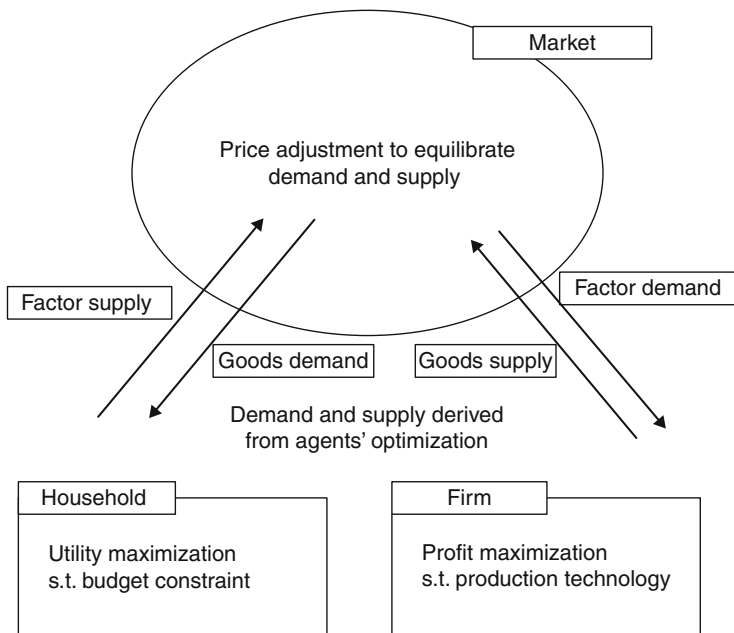 Market
Price adjustment to equilibrate
demand and supply
Factor supply
Factor demand
Goods demand
Goods supply
Demand and supply derived
from agents’ optimization
Household
Utility maximization
s.t. budget constraint
Firm
Profit maximization
s.t. production technology